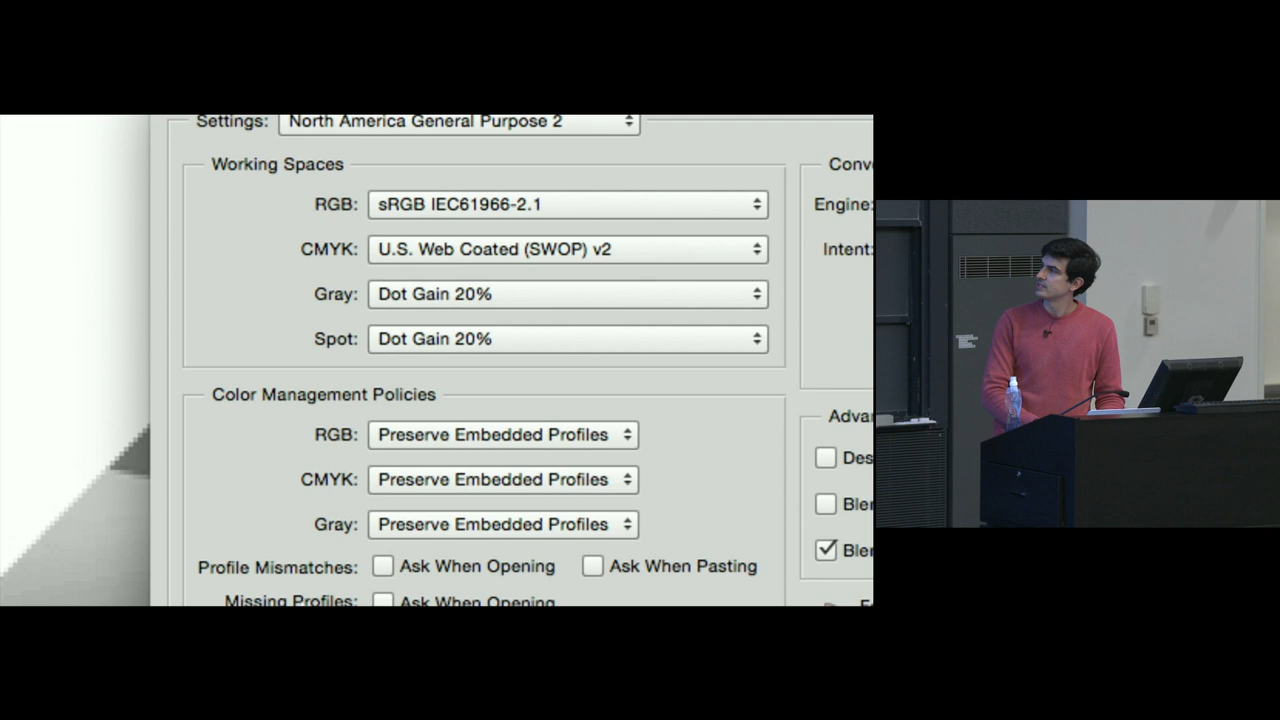 Settings: North America General Purpose 2
Working Spaces
RGB: sRGB IEC61966-2.1
CMYK: U.S. Web Coated (SWOP) v2
Gray: Dot Gain 20%
Spot: Dot Gain 20%
Color Management Policies
RGB: Preserve Embedded Profiles
CMYK: Preserve Embedded Profiles
Gray: Preserve Embedded Profiles
Profile Mismatches: Ask When Opening Ask When Pasting
Missing Profiles: Ask When Opening
Conv
Engine:
Intent:
Adva
Des
Ble
Ble